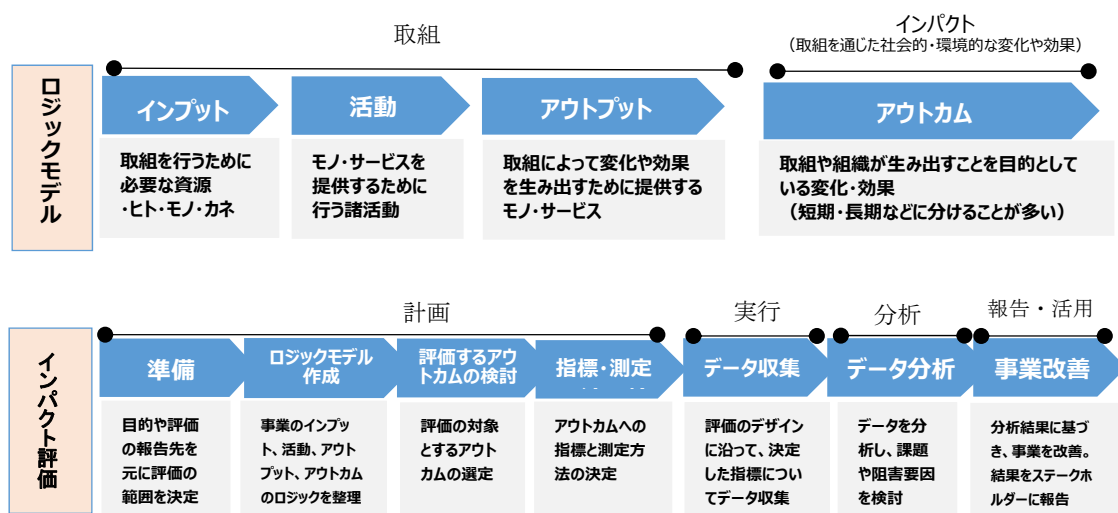 取組
インパクト
(取組を通じた社会的・環境的な変化や効果)
ロジックモデル
インプット
活動
アウトプット
アウトカム
取組を行うために
必要な資源
・ヒト・モノ・カネ
モノ・サービスを
提供するために
行う諸活動
取組によって変化や効果
を生み出すために提供する
モノ・サービス
取組や組織が生み出すことを目的として
いる変化・効果
(短期・長期などに分けることが多い)
計画
実行
分析
報告・活用
インパクト評価
準備
ロジックモデル
作成
評価するアウ
トカムの検討
指標・測定
データ収集
データ分析
事業改善
目的や評価
の報告先を
元に評価の
範囲を決定
事業のインプッ
ト、活動、アウト
プット、アウトカム
のロジックを整理
評価の対象
とするアウト
カムの選定
アウトカムへの
指標と測定方
法の決定
評価のデザイン
に沿って、決定
した指標につい
てデータ収集
データを分
析し、課題
や阻害要因
を検討
分析結果に基づ
き、事業を改善。
結果をステークホ
ルダーに報告